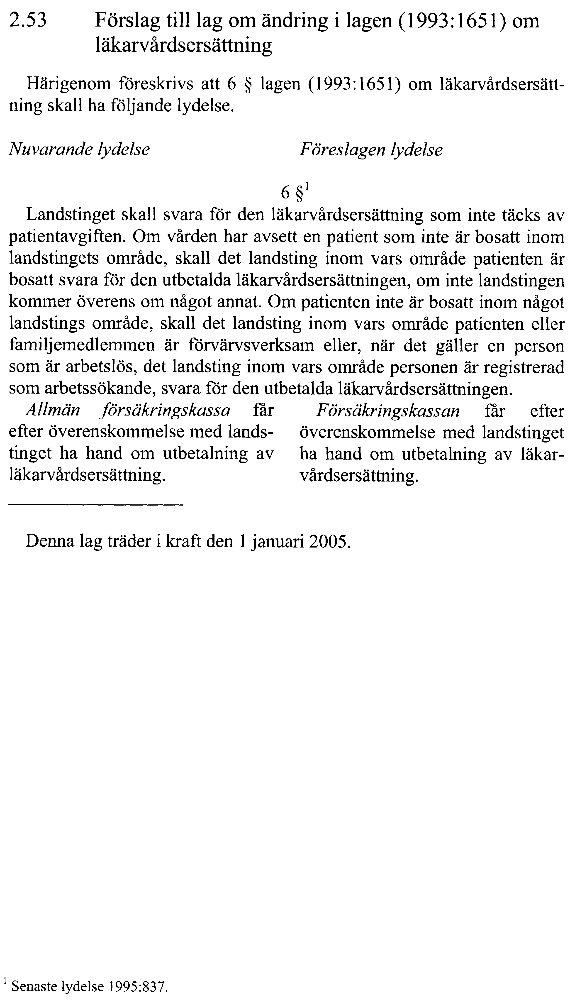 2.53 Förslag till lag om ändring i lagen (1993:1651) om
läkarvårdsersättning
Härigenom föreskrivs att 6 § lagen (1993:1651) om läkarvårdsersätt-
ning skall ha följande lydelse.
Nuvarande lydelse
Föreslagen lydelse
6 §¹
Landstinget skall svara för den läkarvårdsersättning som inte täcks av
patientavgiften. Om vården har avsett en patient som inte är bosatt inom
landstingets område, skall det landsting inom vars område patienten är
bosatt svara för den utbetalda läkarvårdsersättningen, om inte landstingen
kommer överens om något annat. Om patienten inte är bosatt inom något
landstings område, skall det landsting inom vars område patienten eller
familjemedlemmen är förvärvsverksam eller, när det gäller en person
som är arbetslös, det landsting inom vars område personen är registrerad
som arbetssökande, svara för den utbetalda läkarvårdsersättningen.
Allmän försäkringskassa får
efter överenskommelse med lands-
tinget ha hand om utbetalning av
läkarvårdsersättning.
Försäkringskassan får efter
överenskommelse med landstinget
ha hand om utbetalning av läkar-
vårdsersättning.
Denna lag träder i kraft den 1 januari 2005.
¹ Senaste lydelse 1995:837.